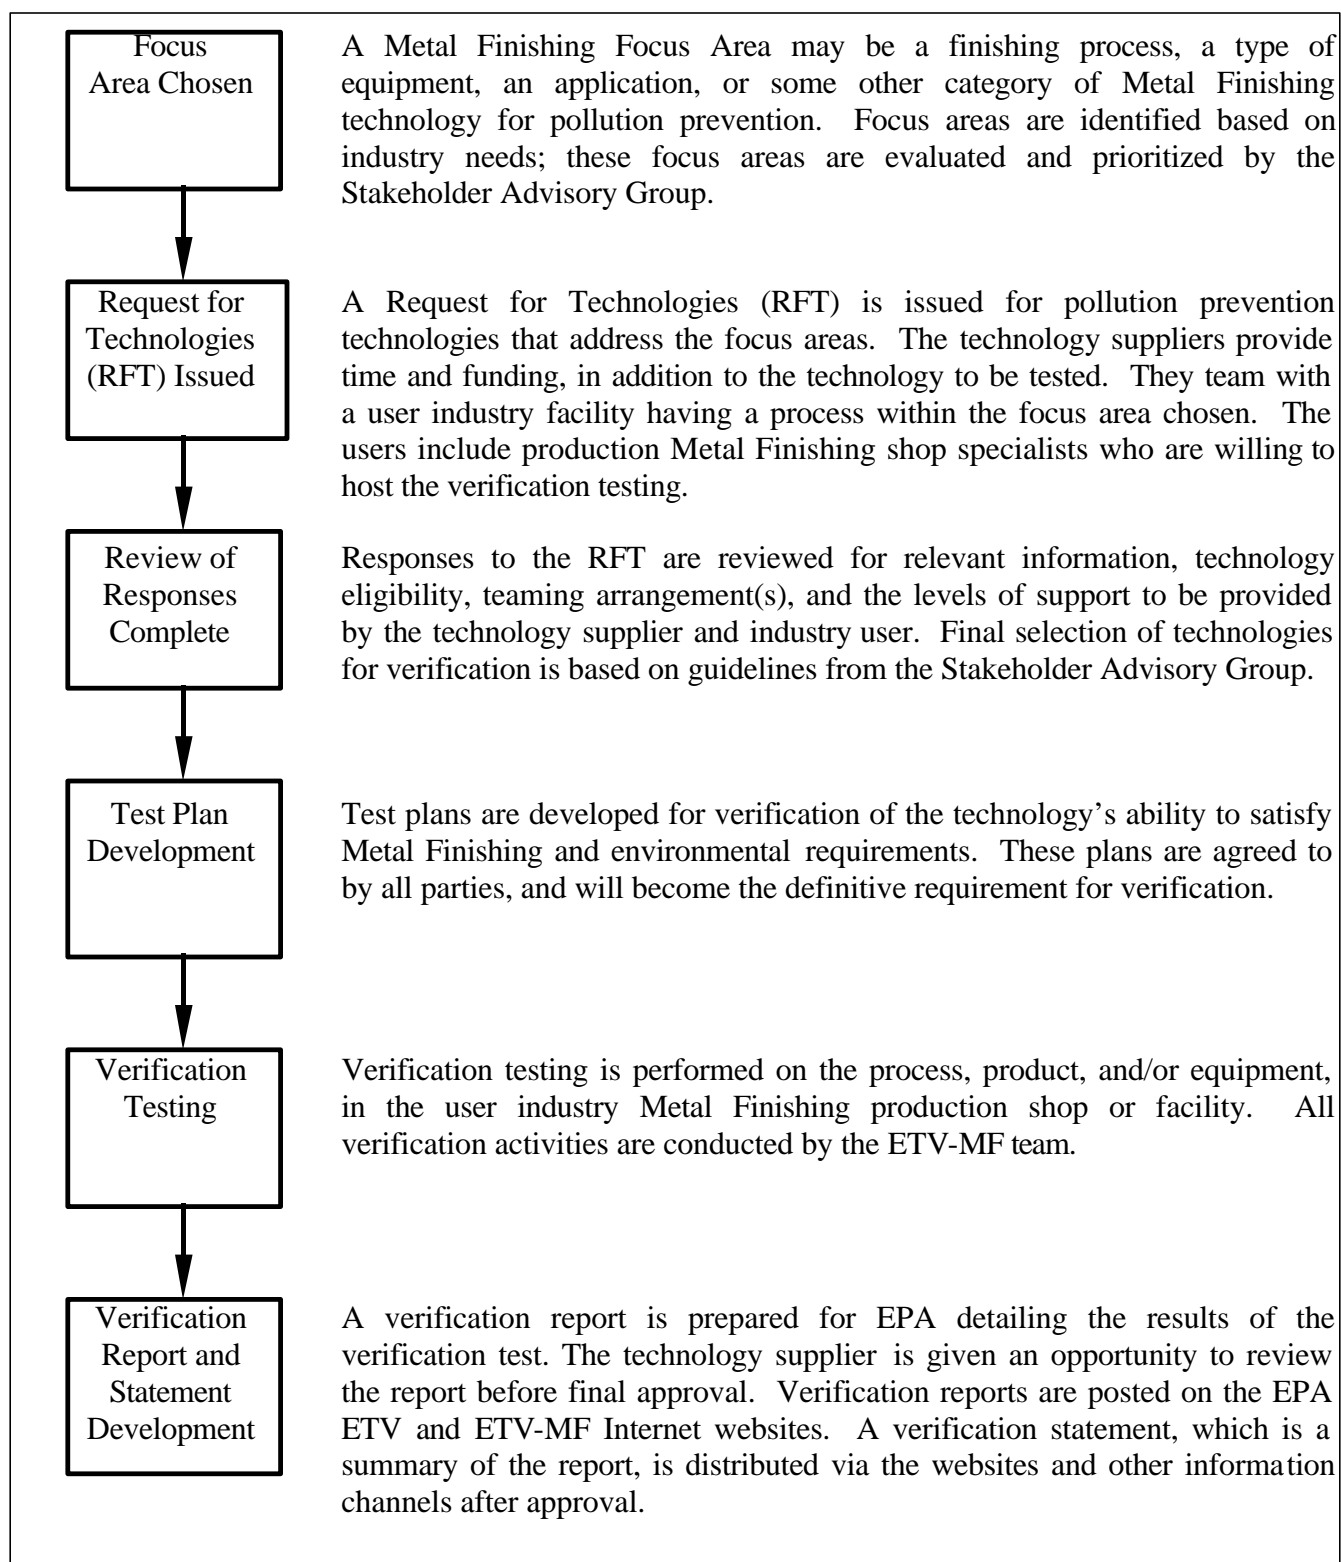 Focus
Area Chosen
A Metal Finishing Focus Area may be a finishing process, a type of
equipment, an application, or some other category of Metal Finishing
technology for pollution prevention. Focus areas are identified based on
industry needs; these focus areas are evaluated and prioritized by the
Stakeholder Advisory Group.
Request for
Technologies
(RFT) Issued
A Request for Technologies (RFT) is issued for pollution prevention
technologies that address the focus areas. The technology suppliers provide
time and funding, in addition to the technology to be tested. They team with
a user industry facility having a process within the focus area chosen. The
users include production Metal Finishing shop specialists who are willing to
host the verification testing.
Review of
Responses
Complete
Responses to the RFT are reviewed for relevant information, technology
eligibility, teaming arrangement(s), and the levels of support to be provided
by the technology supplier and industry user. Final selection of technologies
for verification is based on guidelines from the Stakeholder Advisory Group.
Test Plan
Development
Test plans are developed for verification of the technology’s ability to satisfy
Metal Finishing and environmental requirements. These plans are agreed to
by all parties, and will become the definitive requirement for verification.
Verification
Testing
Verification testing is performed on the process, product, and/or equipment,
in the user industry Metal Finishing production shop or facility. All
verification activities are conducted by the ETV-MF team.
Verification
Report and
Statement
Development
A verification report is prepared for EPA detailing the results of the
verification test. The technology supplier is given an opportunity to review
the report before final approval. Verification reports are posted on the EPA
ETV and ETV-MF Internet websites. A verification statement, which is a
summary of the report, is distributed via the websites and other information
channels after approval.